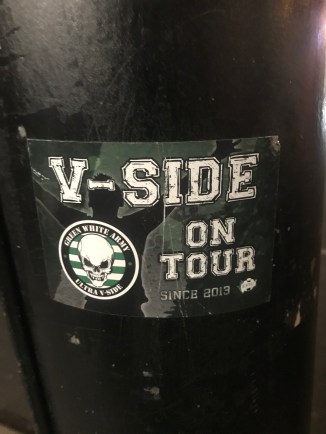 V-SIDE
ON
TOUR
SINCE 2013
GREEN WHITE ARMY
ULTRA V-SIDE